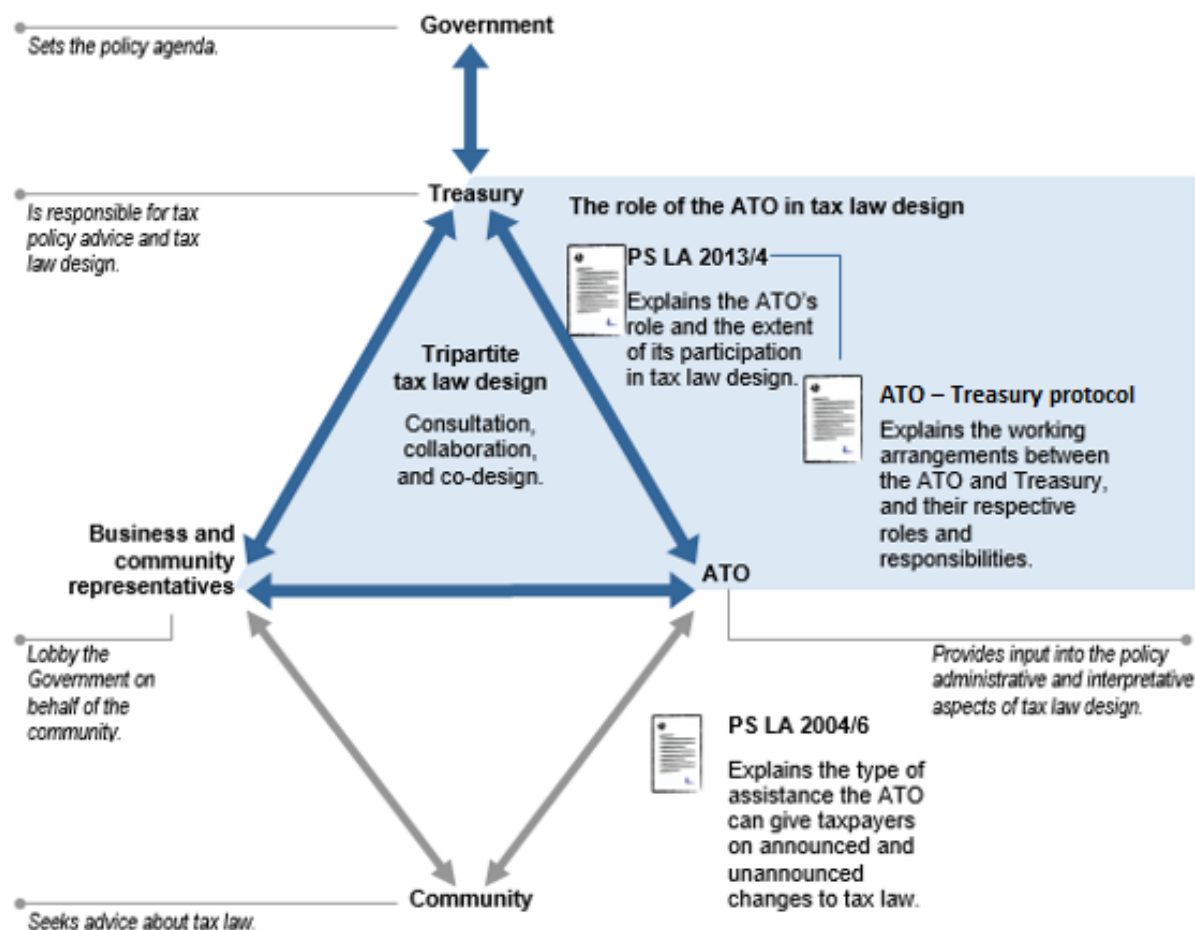 Government
Sets the policy agenda.
Treasury
Is responsible for tax
policy advice and tax
law design.
The role of the ATO in tax law design
PS LA 2013/4
Explains the ATO's
role and the extent
of its participation
in tax law design.
Tripartite
tax law design
Consultation,
collaboration,
and co-design.
ATO – Treasury protocol
Explains the working
arrangements between
the ATO and Treasury,
and their respective
roles and
responsibilities.
Business and
community
representatives
ATO
Lobby the
Government on
behalf of the
community.
Provides input into the policy
administrative and interpretative
aspects of tax law design.
PS LA 2004/6
Explains the type of
assistance the ATO
can give taxpayers
on announced and
unannounced
changes to tax law.
Community
Seeks advice about tax law.